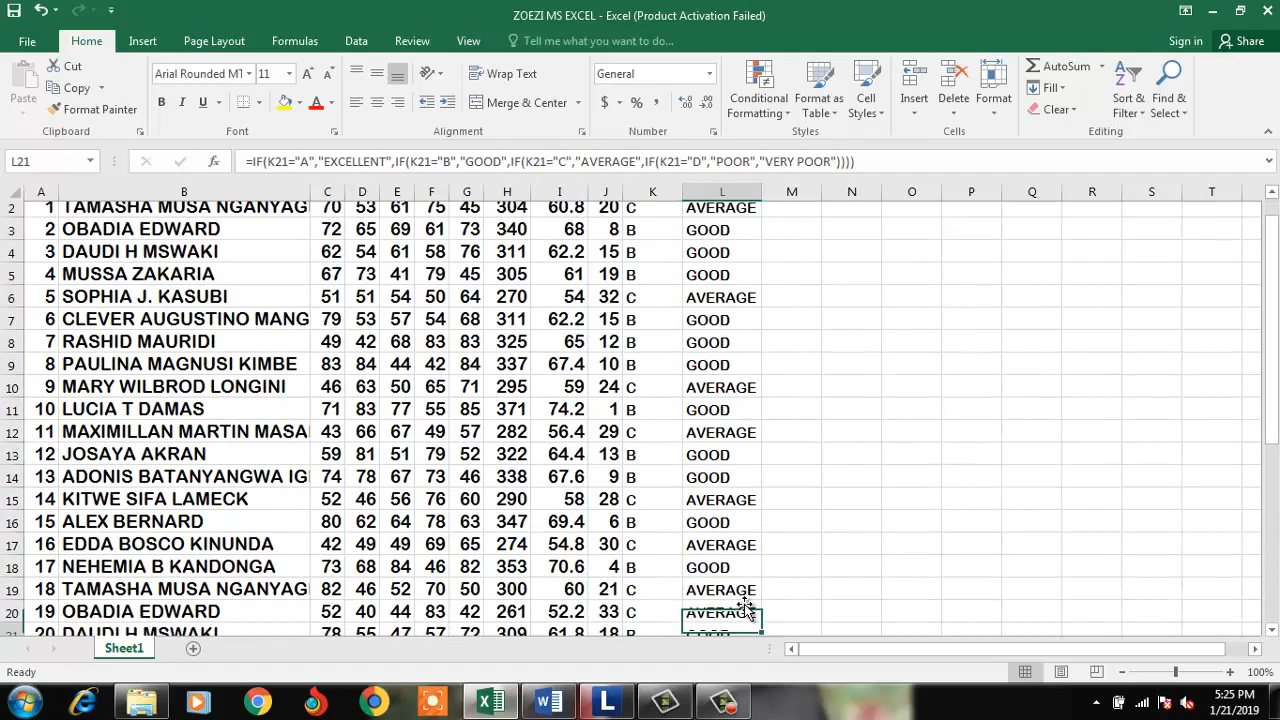 ZOEZI MS EXCEL - Excel (Product Activation Failed)
File Home Insert Page Layout Formulas Data Review View Tell me what you want to do... Sign in Share
Paste Cut Copy Format Painter Clipboard
Arial Rounded MT 11 A A B I U A Font
Wrap Text Merge & Center Alignment
General $ % , Number
Conditional Formatting Format as Table Cell Styles Styles
Insert Delete Format Cells
AutoSum Fill Clear Sort & Filter Find & Select Editing
L21 fx =IF(K21="A","EXCELLENT",IF(K21="B","GOOD",IF(K21="C","AVERAGE",IF(K21="D","POOR","VERY POOR"))))
A B C D E F G H I J K L M N O P Q R S T
2 1 TAMASHA MUSA NGANYAG 70 53 61 75 45 304 60.8 20 C AVERAGE
3 2 OBADIA EDWARD 72 65 69 61 73 340 68 8 B GOOD
4 3 DAUDI H MSWAKI 62 54 61 58 76 311 62.2 15 B GOOD
5 4 MUSSA ZAKARIA 67 73 41 79 45 305 61 19 B GOOD
6 5 SOPHIA J. KASUBI 51 51 54 50 64 270 54 32 C AVERAGE
7 6 CLEVER AUGUSTINO MANG 79 53 57 54 68 311 62.2 15 B GOOD
8 7 RASHID MAURIDI 49 42 68 83 83 325 65 12 B GOOD
9 8 PAULINA MAGNUSI KIMBE 83 84 44 42 84 337 67.4 10 B GOOD
10 9 MARY WILBROD LONGINI 46 63 50 65 71 295 59 24 C AVERAGE
11 10 LUCIA T DAMAS 71 83 77 55 85 371 74.2 1 B GOOD
12 11 MAXIMILLAN MARTIN MASA 43 66 67 49 57 282 56.4 29 C AVERAGE
13 12 JOSAYA AKRAN 59 81 51 79 52 322 64.4 13 B GOOD
14 13 ADONIS BATANYANGWA IG 74 78 67 73 46 338 67.6 9 B GOOD
15 14 KITWE SIFA LAMECK 52 46 56 76 60 290 58 28 C AVERAGE
16 15 ALEX BERNARD 80 62 64 78 63 347 69.4 6 B GOOD
17 16 EDDA BOSCO KINUNDA 42 49 49 69 65 274 54.8 30 C AVERAGE
18 17 NEHEMIA B KANDONGA 73 68 84 46 82 353 70.6 4 B GOOD
19 18 TAMASHA MUSA NGANYAG 82 46 52 70 50 300 60 21 C AVERAGE
20 19 OBADIA EDWARD 52 40 44 83 42 261 52.2 33 C AVERAGE
21 20 DAUDI H MSWAKI 78 55 47 57 72 309 61.8 18 B GOOD
Sheet1
Ready 100%
5:25 PM
1/21/2019